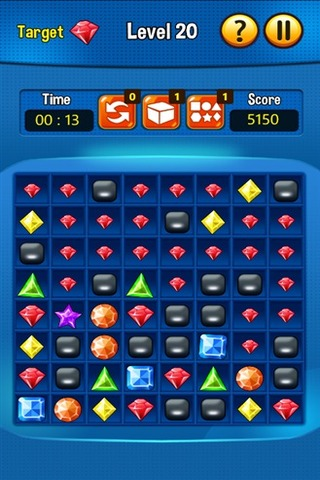 Target Level 20 ?
0 1 1
Time Score
00 : 13 5150